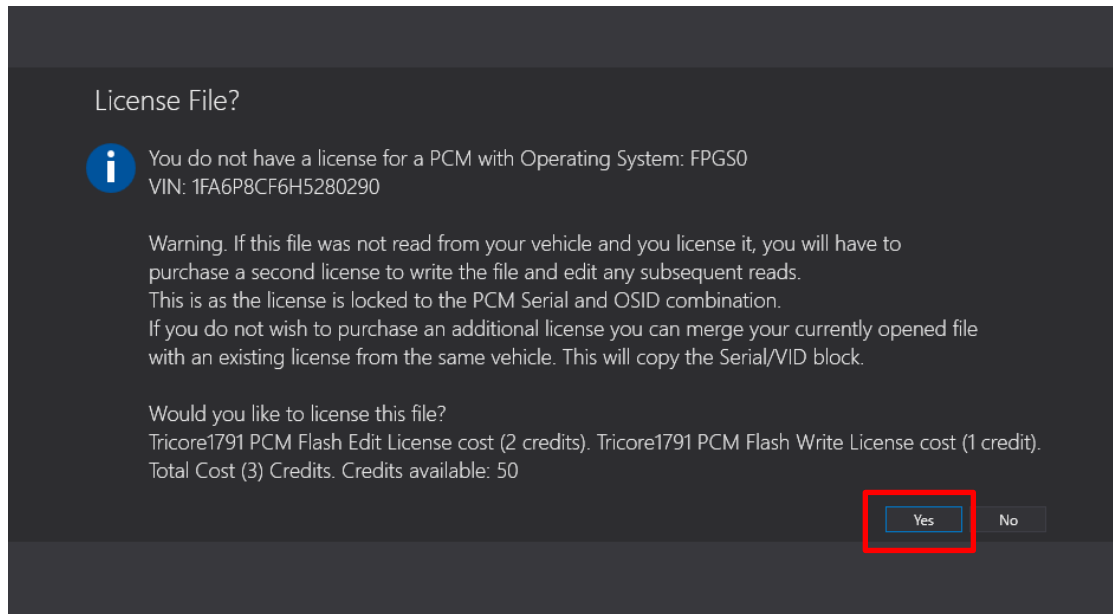 License File?
You do not have a license for a PCM with Operating System: FPGS0
VIN: 1FA6P8CF6H5280290
Warning. If this file was not read from your vehicle and you license it, you will have to
purchase a second license to write the file and edit any subsequent reads.
This is as the license is locked to the PCM Serial and OSID combination.
If you do not wish to purchase an additional license you can merge your currently opened file
with an existing license from the same vehicle. This will copy the Serial/VID block.
Would you like to license this file?
Tricore1791 PCM Flash Edit License cost (2 credits). Tricore1791 PCM Flash Write License cost (1 credit).
Total Cost (3) Credits. Credits available: 50
Yes No